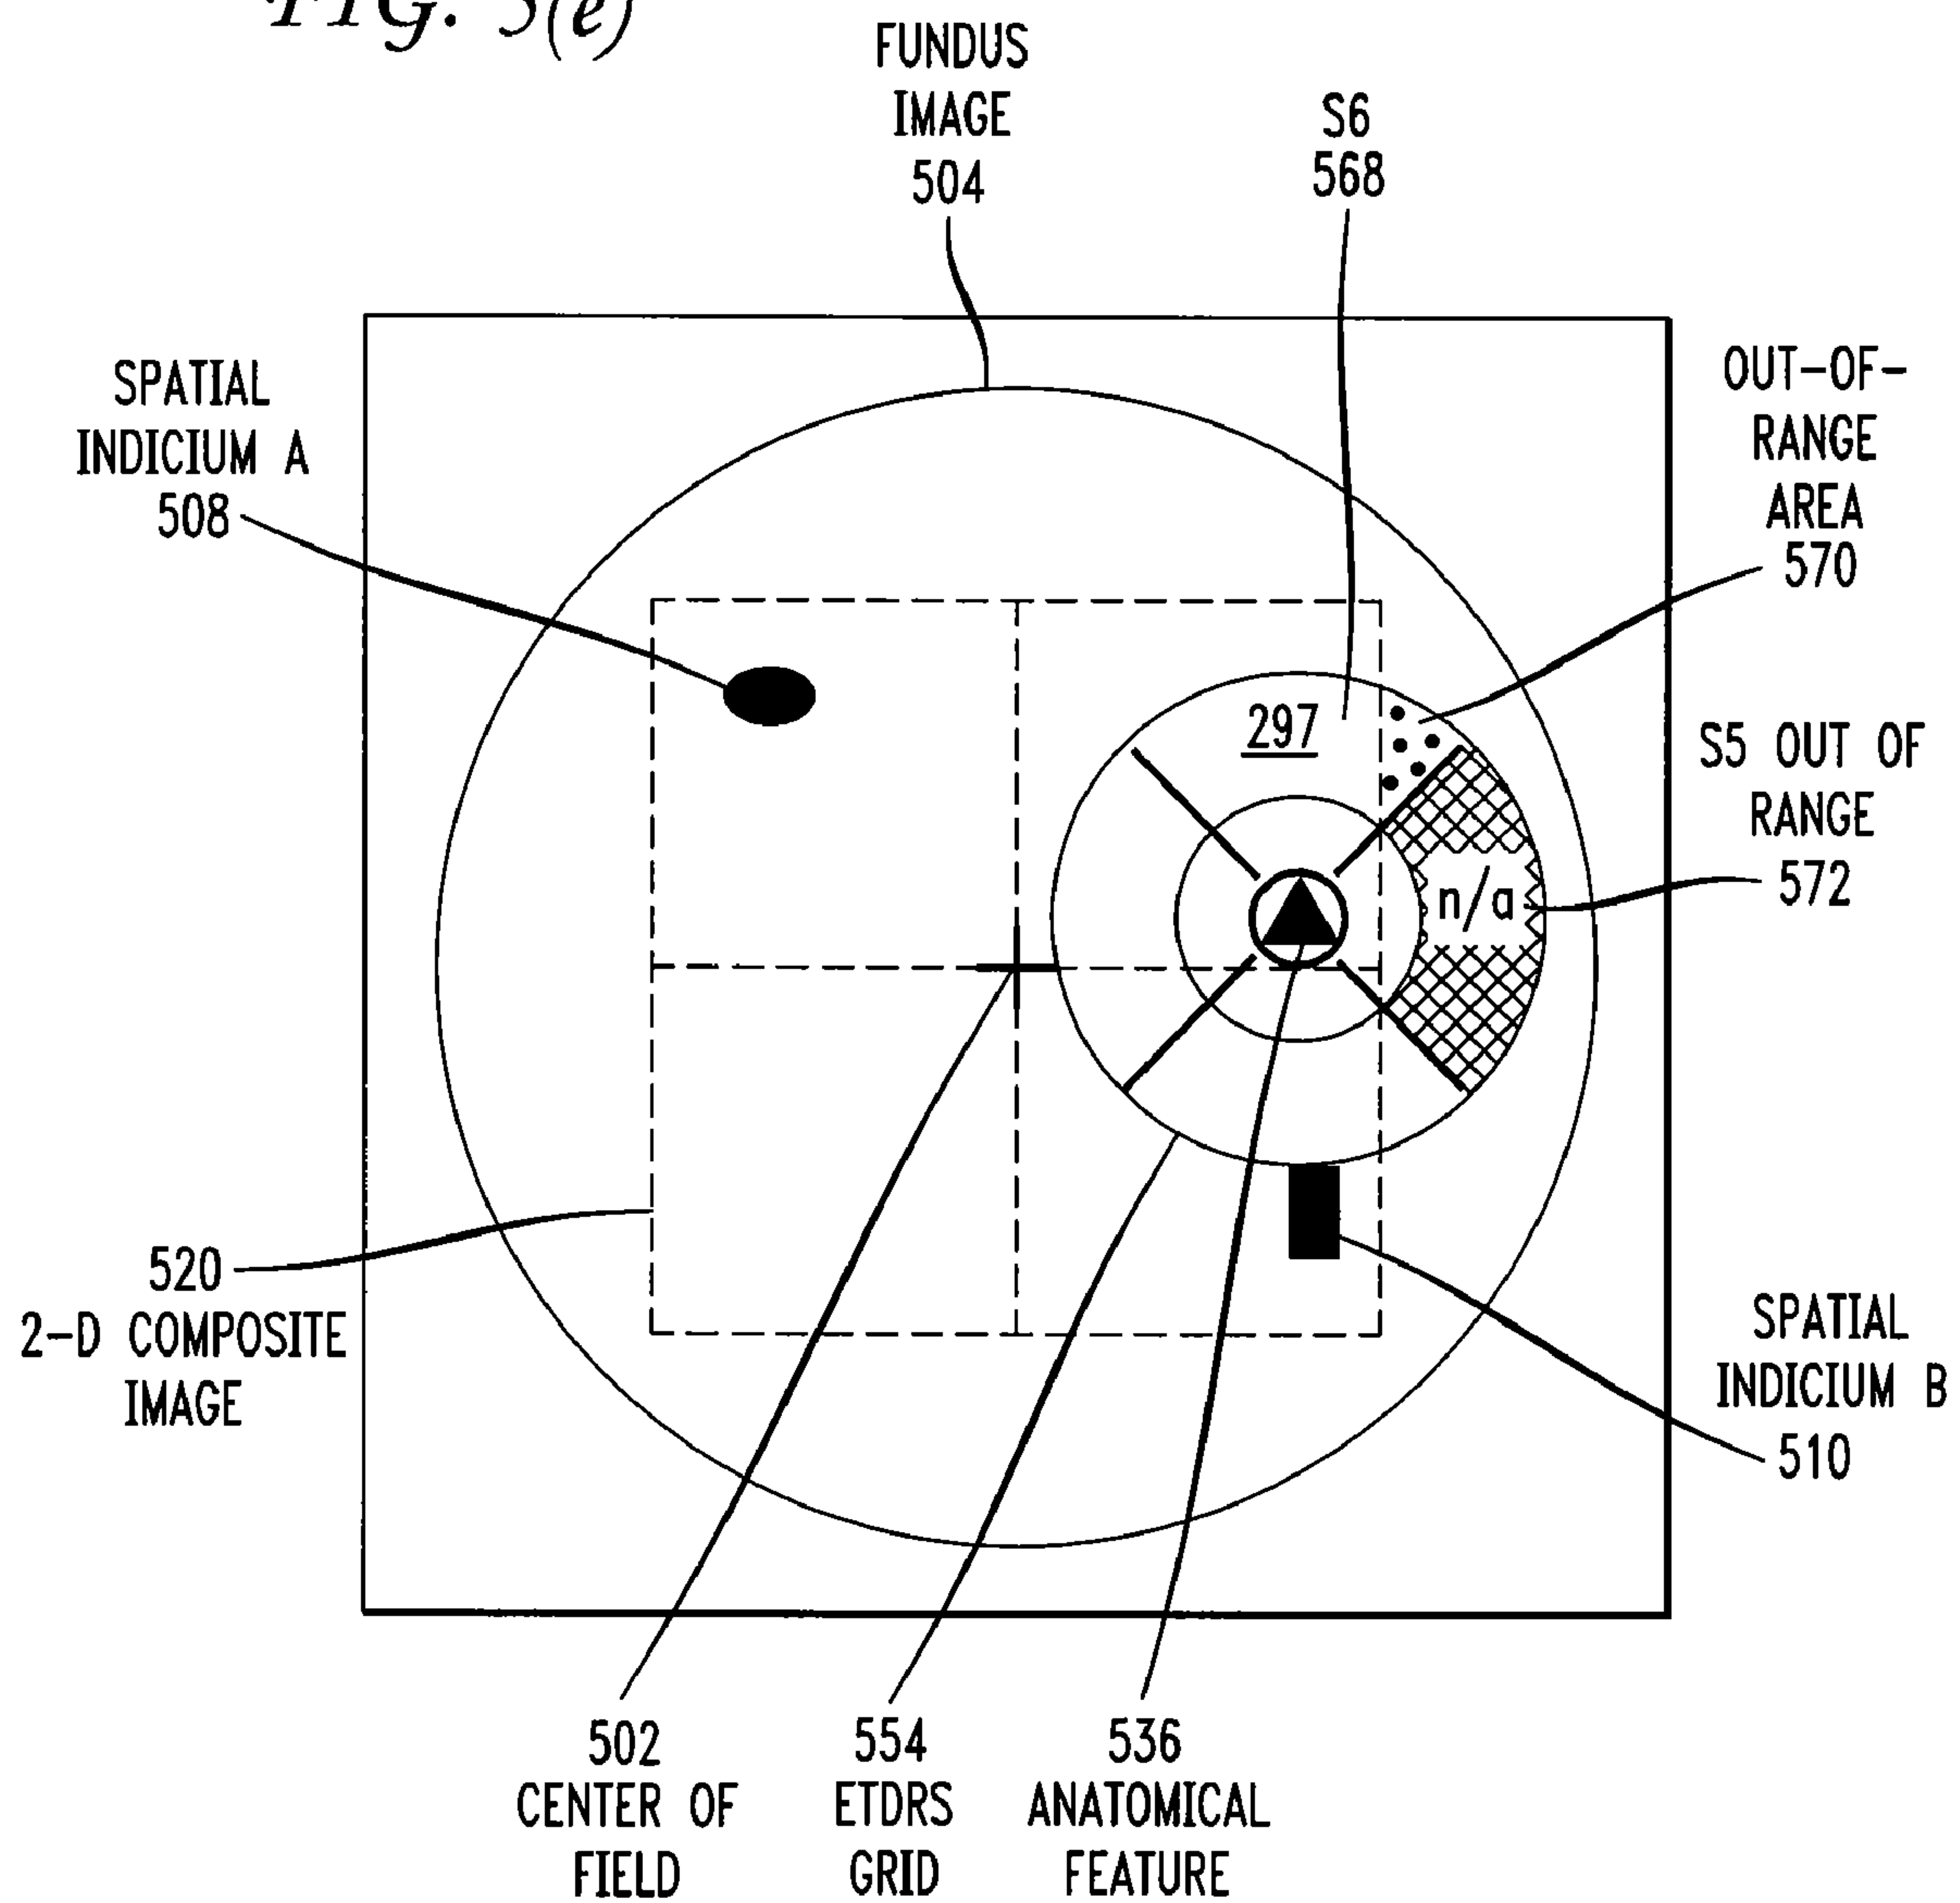 FIG. 5(e)
FUNDUS
IMAGE
504
S6
568
SPATIAL
INDICIUM A
508
OUT-OF-
RANGE
AREA
570
297
S5 OUT OF
RANGE
572
n/a
520
2-D COMPOSITE
IMAGE
SPATIAL
INDICIUM B
510
502
CENTER OF
FIELD
554
ETDRS
GRID
536
ANATOMICAL
FEATURE